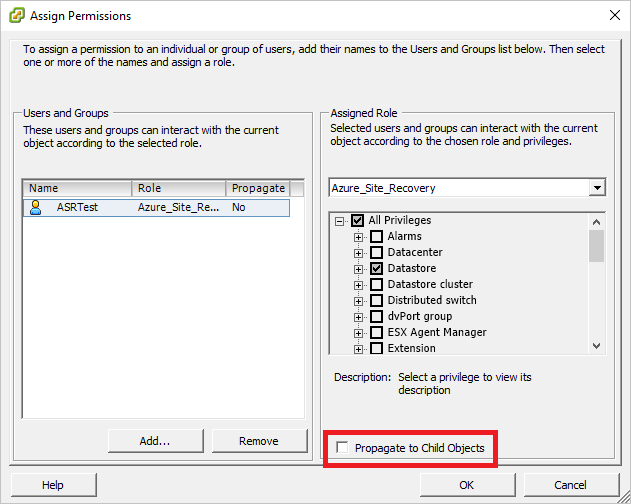 Assign Permissions
To assign a permission to an individual or group of users, add their names to the Users and Groups list below. Then select
one or more of the names and assign a role.
Users and Groups
These users and groups can interact with the current
object according to the selected role.
Name Role Propagate
ASRTest Azure_Site_Re... No
Add... Remove
Assigned Role
Selected users and groups can interact with the current
object according to the chosen role and privileges.
Azure_Site_Recovery
All Privileges
Alarms
Datacenter
Datastore
Datastore cluster
Distributed switch
dvPort group
ESX Agent Manager
Extension
Description: Select a privilege to view its
description
Propagate to Child Objects
Help OK Cancel